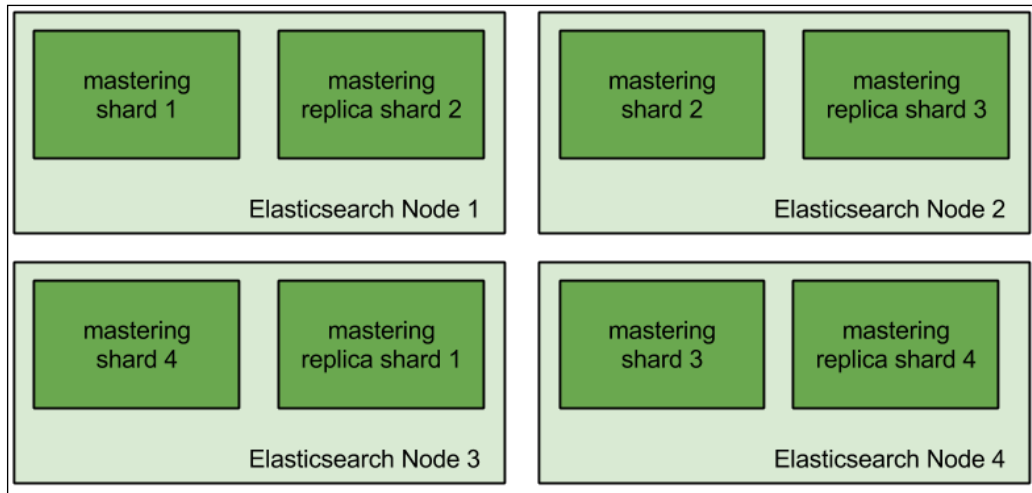 mastering
shard 1
mastering
replica shard 2
Elasticsearch Node 1
mastering
shard 2
mastering
replica shard 3
Elasticsearch Node 2
mastering
shard 4
mastering
replica shard 1
Elasticsearch Node 3
mastering
shard 3
mastering
replica shard 4
Elasticsearch Node 4